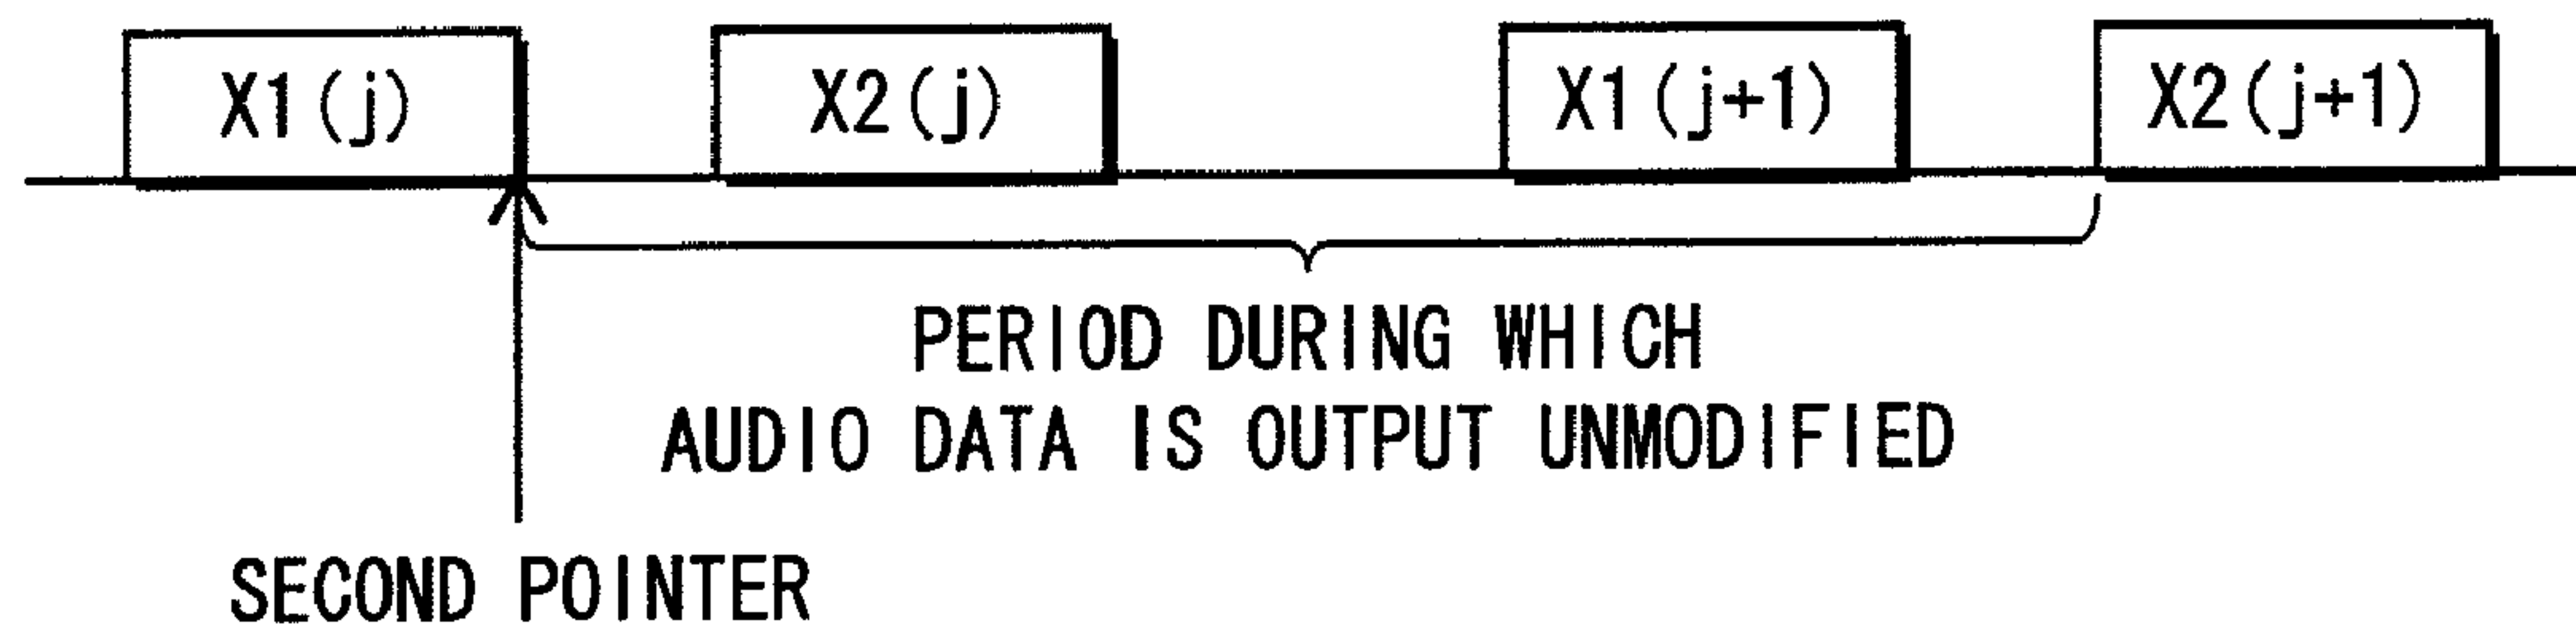 X1(j) X2(j) X1(j+1) X2(j+1)
PERIOD DURING WHICH
AUDIO DATA IS OUTPUT UNMODIFIED
SECOND POINTER